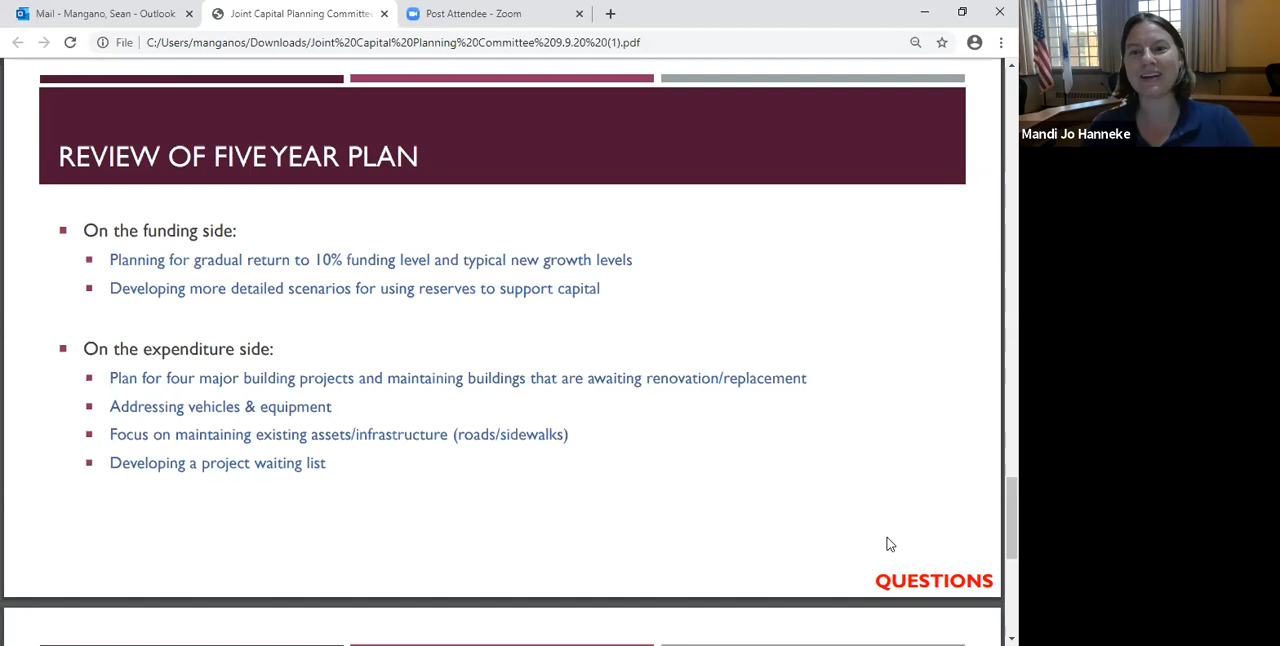 Mail - Mangano, Sean - Outlook
Joint Capital Planning Committee
Post Attendee - Zoom
File
C:/Users/manganos/Downloads/Joint%20Capital%20Planning%20Committee%209.9.20%20(1).pdf
Mandi Jo Hanneke
REVIEW OF FIVE YEAR PLAN
On the funding side:
Planning for gradual return to 10% funding level and typical new growth levels
Developing more detailed scenarios for using reserves to support capital
On the expenditure side:
Plan for four major building projects and maintaining buildings that are awaiting renovation/replacement
Addressing vehicles & equipment
Focus on maintaining existing assets/infrastructure (roads/sidewalks)
Developing a project waiting list
QUESTIONS